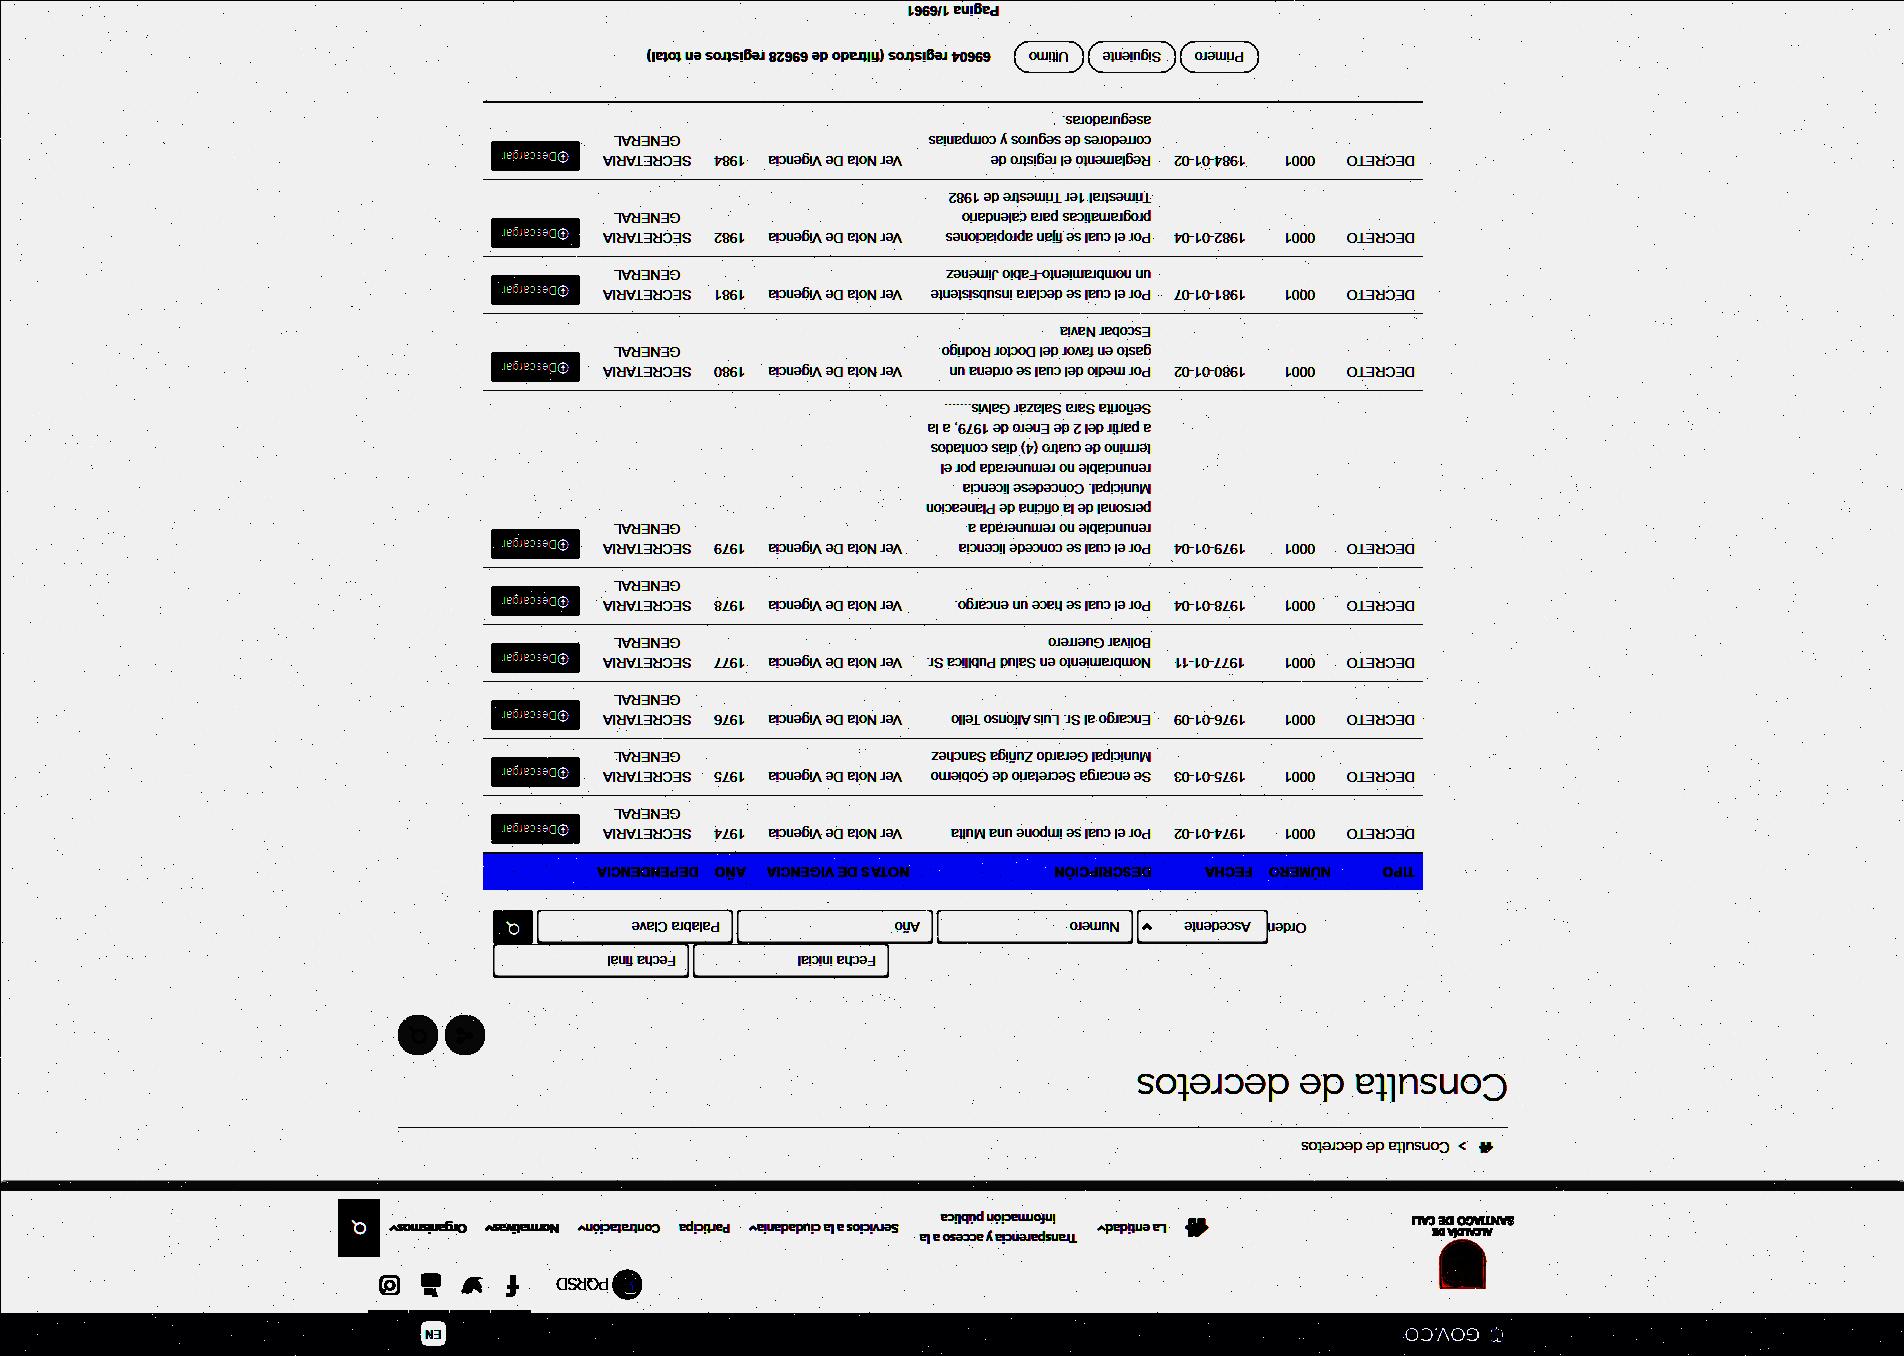 GOV.CO
EN
PQRSD
ALCALDÍA DE
SANTIAGO DE CALI
La entidad
Transparencia y acceso a la
información pública
Servicios a la ciudadanía
Participa
Contratación
Normativas
Organismos
> Consulta de decretos
Consulta de decretos
Fecha inicial Fecha final
Orden Ascedente Numero Año Palabra Clave
TIPO NÚMERO FECHA DESCRIPCIÓN NOTAS DE VIGENCIA AÑO DEPENDENCIA
DECRETO 0001 1974-01-02 Por el cual se impone una Multa Ver Nota De Vigencia 1974 SECRETARIA Descargar
GENERAL
DECRETO 0001 1975-01-03 Se encarga Secretario de Gobierno Ver Nota De Vigencia 1975 SECRETARIA Descargar
Municipal Gerardo Zuñiga Sanchez GENERAL
DECRETO 0001 1976-01-09 Encargo al Sr. Luis Alfonso Tello Ver Nota De Vigencia 1976 SECRETARIA Descargar
GENERAL
DECRETO 0001 1977-01-11 Nombramiento en Salud Publlica Sr. Ver Nota De Vigencia 1977 SECRETARIA Descargar
Bolivar Guerrero GENERAL
DECRETO 0001 1978-01-04 Por el cual se hace un encargo. Ver Nota De Vigencia 1978 SECRETARIA Descargar
GENERAL
DECRETO 0001 1979-01-04 Por el cual se concede licencia Ver Nota De Vigencia 1979 SECRETARIA Descargar
renunciable no remunerada a GENERAL
personal de la oficina de Planeacion
Municipal. Concedese licencia
renunciable no remunerada por el
termino de cuatro (4) dias contados
a partir del 2 de Enero de 1979, a la
Señorita Sara Salazar Galvis.......
DECRETO 0001 1980-01-02 Por medio del cual se ordena un Ver Nota De Vigencia 1980 SECRETARIA Descargar
gasto en favor del Doctor Rodrigo GENERAL
Escobar Navia
DECRETO 0001 1981-01-07 Por el cual se declara insubsistente Ver Nota De Vigencia 1981 SECRETARIA Descargar
un nombramiento-Fabio Jimenez GENERAL
DECRETO 0001 1982-01-04 Por el cual se fijan apropiaciones Ver Nota De Vigencia 1982 SECRETARIA Descargar
programaticas para calendario GENERAL
Trimestral 1er Trimestre de 1982
DECRETO 0001 1984-01-02 Reglamento el registro de Ver Nota De Vigencia 1984 SECRETARIA Descargar
corredores de seguros y companias GENERAL
aseguradoras.
Primero Siguiente Ultimo 69604 registros (filtrado de 69628 registros en total)
Pagina 1/6961